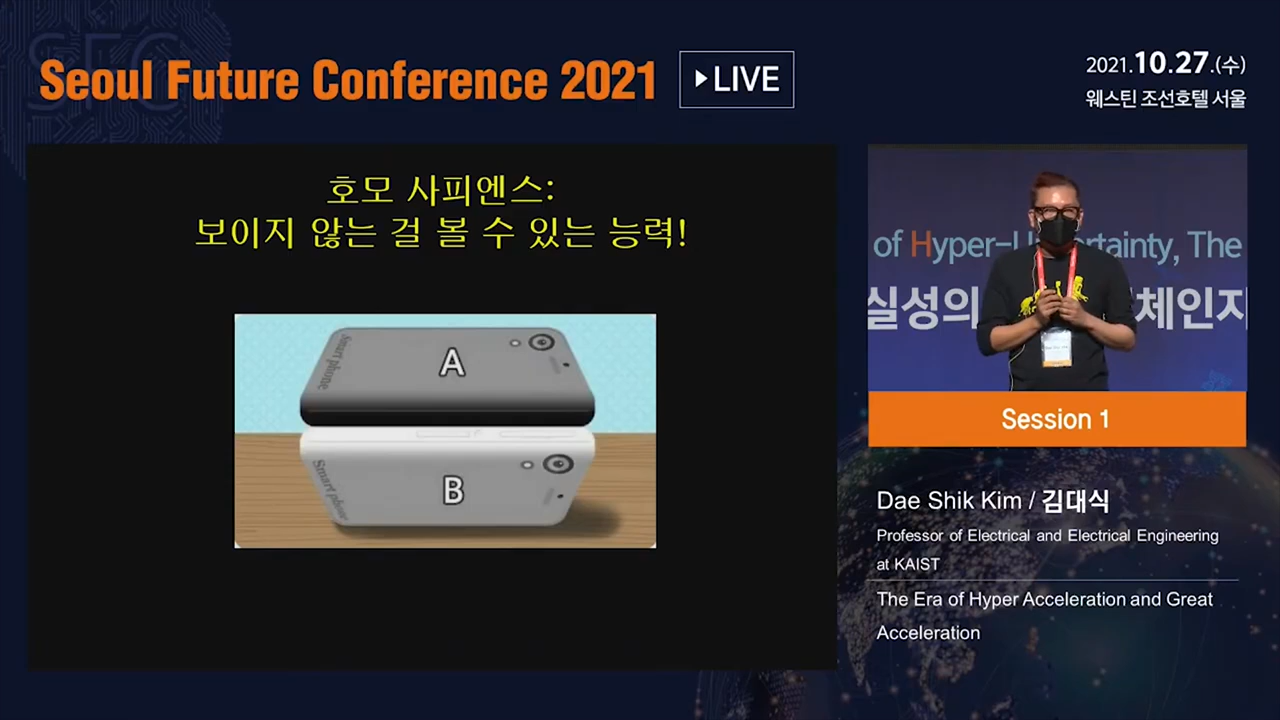 SFC
Seoul Future Conference 2021
LIVE
2021.10.27.(수)
웨스틴 조선호텔 서울
호모 사피엔스:
보이지 않는 걸 볼 수 있는 능력!
Smart phone
A
Smart phone
B
of Hyper-U rtainty, The
실성의 체인지
Session 1
Dae Shik Kim / 김대식
Professor of Electrical and Electrical Engineering
at KAIST
The Era of Hyper Acceleration and Great
Acceleration